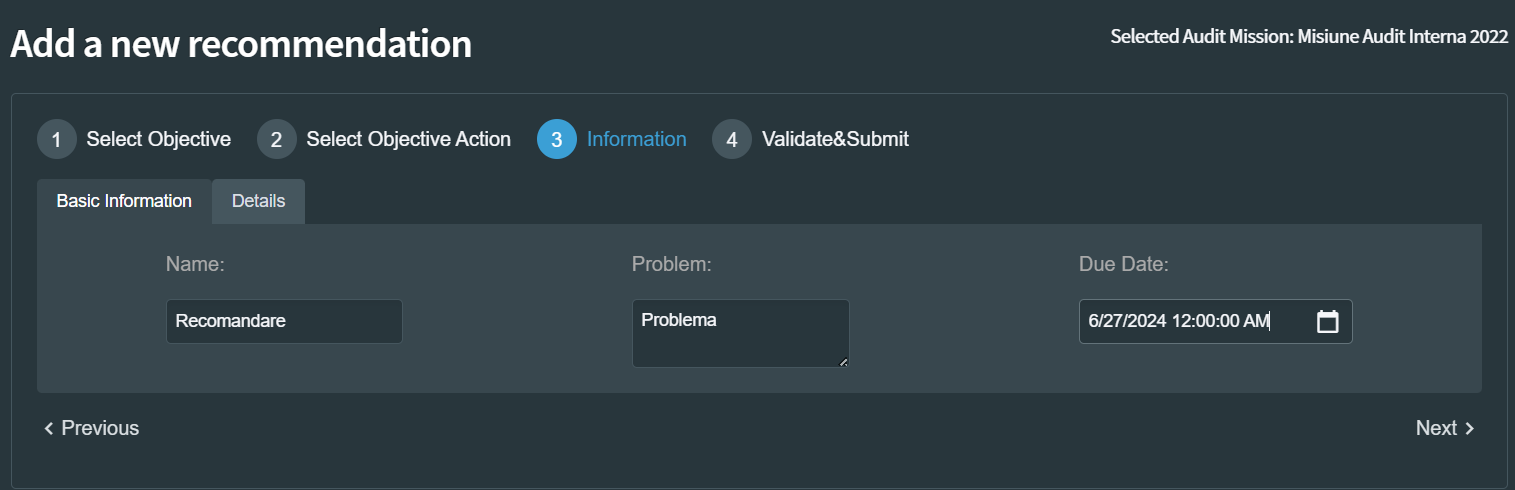 Add a new recommendation
Selected Audit Mission: Misiune Audit Interna 2022
1 Select Objective 2 Select Objective Action 3 Information 4 Validate&Submit
Basic Information Details
Name: Problem: Due Date:
Recomandare Problema 6/27/2024 12:00:00 AM
Previous Next